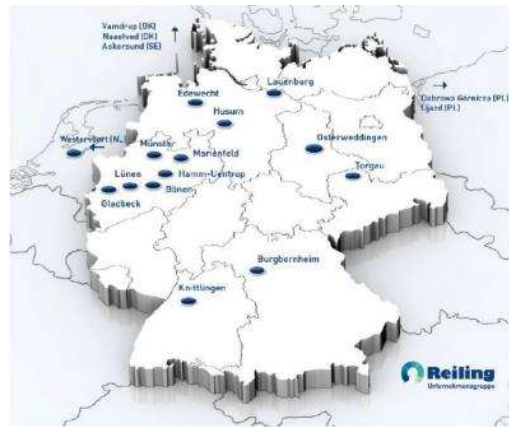 Vamdrup (DK)
Naestved (DK)
Askersund (SE)
Lauenburg
Dabrowa Górnicza (PL)
Ujazd (PL)
Edewecht
Husum
Westervoort (NL)
Münster
Marienfeld
Osterweddingen
Torgau
Lünen
Hamm-Uentrop
Bönen
Gladbeck
Burgbernheim
Knittlingen
Reiling
Unternehmensgruppe